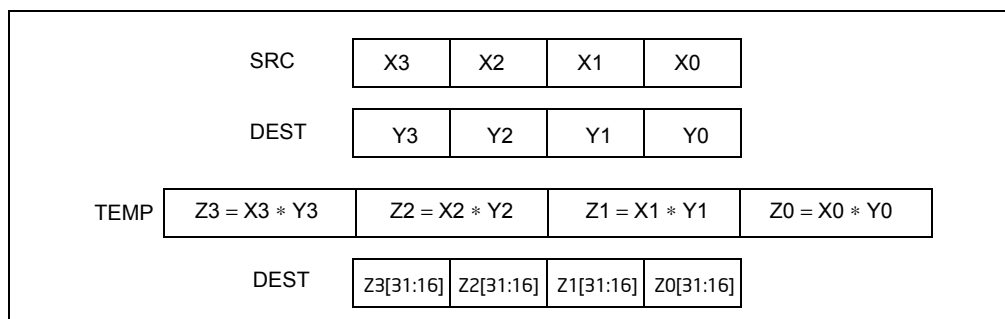 SRC X3 X2 X1 X0
DEST Y3 Y2 Y1 Y0
TEMP Z3 = X3 ∗ Y3 Z2 = X2 ∗ Y2 Z1 = X1 ∗ Y1 Z0 = X0 ∗ Y0
DEST Z3[31:16] Z2[31:16] Z1[31:16] Z0[31:16]